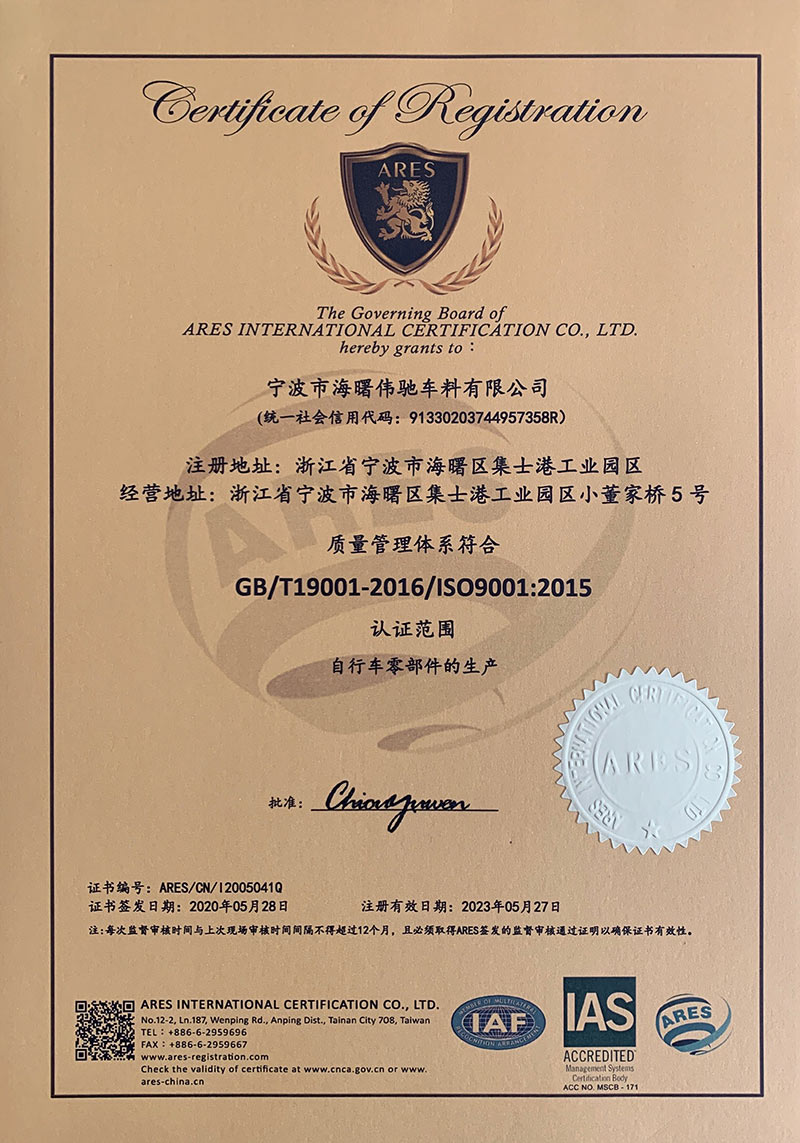 Certificate of Registration
ARES
The Governing Board of
ARES INTERNATIONAL CERTIFICATION CO., LTD.
hereby grants to：
宁波市海曙伟驰车料有限公司
(统一社会信用代码：91330203744957358R)
注册地址：浙江省宁波市海曙区集士港工业园区
经营地址：浙江省宁波市海曙区集士港工业园区小董家桥5号
ARES
质量管理体系符合
GB/T19001-2016/ISO9001:2015
认证范围
自行车零部件的生产
ARES INTERNATIONAL CERTIFICATION CO LTD
ARES
批准：
证书编号：ARES/CN/I2005041Q
证书签发日期：2020年05月28日 注册有效日期：2023年05月27日
注:每次监督审核时间与上次现场审核时间间隔不得超过12个月，且必须取得ARES签发的监督审核通过证明以确保证书有效性。
ARES INTERNATIONAL CERTIFICATION CO., LTD.
No.12-2, Ln.187, Wenping Rd., Anping Dist., Tainan City 708, Taiwan
TEL：+886-6-2959696
FAX：+886-6-2959667
www.ares-registration.com
Check the validity of certificate at www.cnca.gov.cn or www.
ares-china.cn
MEMBER OF MULTILATERAL
IAF
RECOGNITION ARRANGEMENT
IAS
ACCREDITED
Management Systems
Certification Body
ACC NO. MSCB - 171
ARES